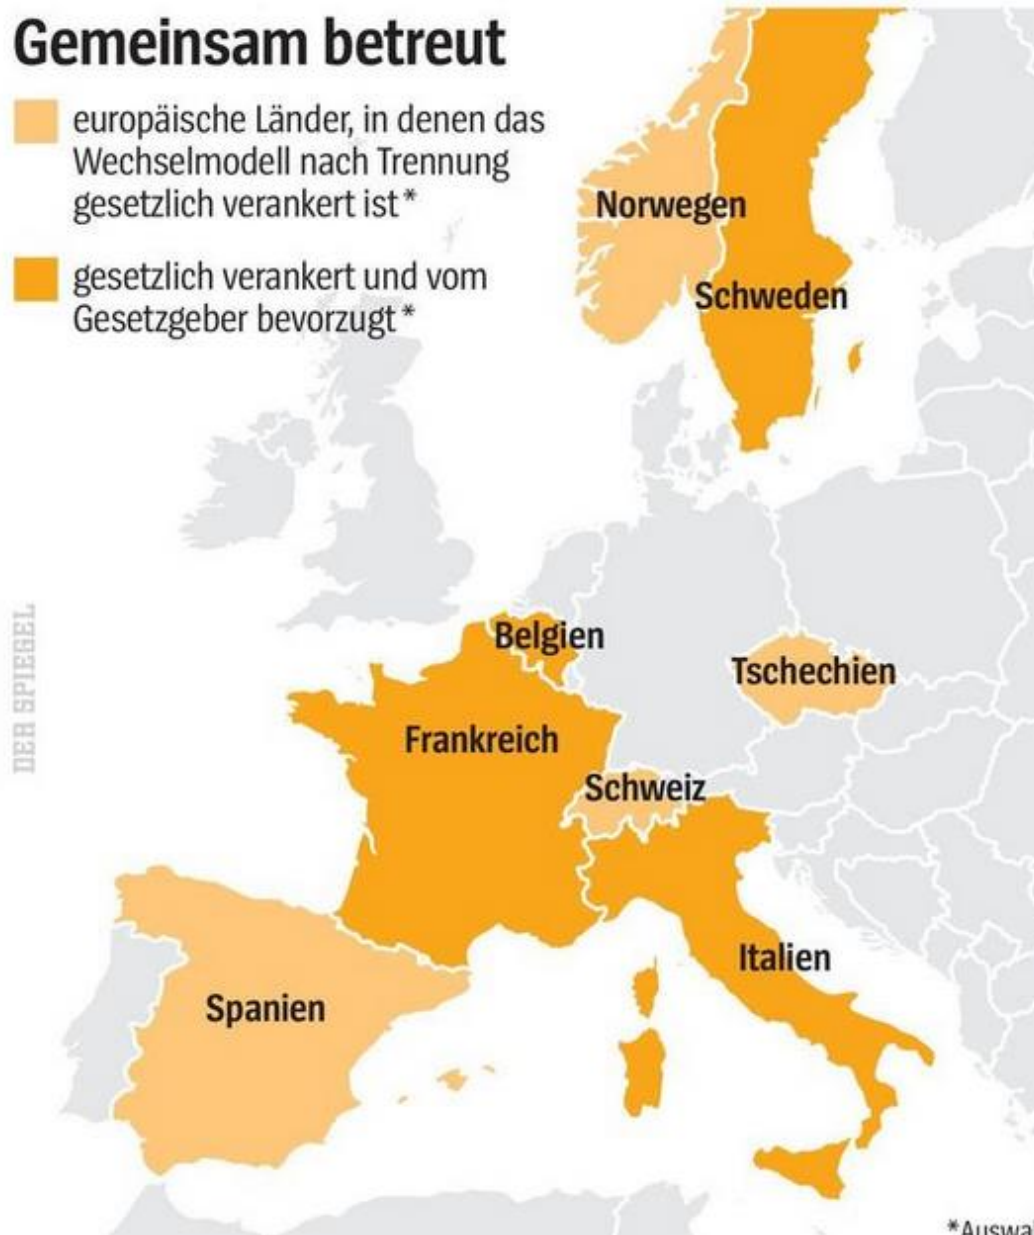 Gemeinsam betreut
europäische Länder, in denen das
Wechselmodell nach Trennung
gesetzlich verankert ist*
gesetzlich verankert und vom
Gesetzgeber bevorzugt*
Norwegen
Schweden
Belgien
Tschechien
Frankreich
Schweiz
Italien
Spanien
DER SPIEGEL